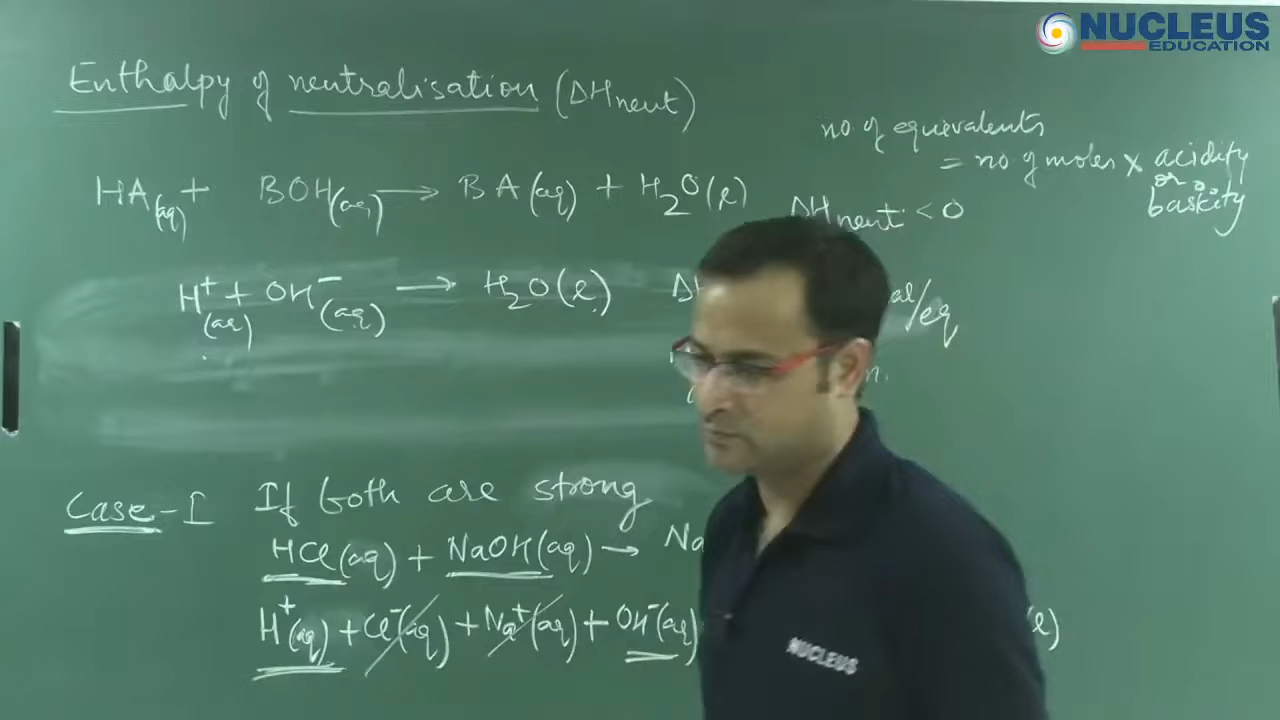 NUCLEUS
EDUCATION
Enthalpy of neutralisation (ΔHneut)
no of equivalents
= no of moles × acidity
or
bascity
HA(aq) + BOH(aq) → BA(aq) + H₂O(l) ΔHneut < 0
H⁺(aq) + OH⁻(aq) → H₂O(l) Δ /eq
Case-I If both are strong
HCl(aq) + NaOH(aq) → Na
H⁺(aq) + Cl⁻(aq) + Na⁺(aq) + OH⁻(aq) (l)
NUCLEUS